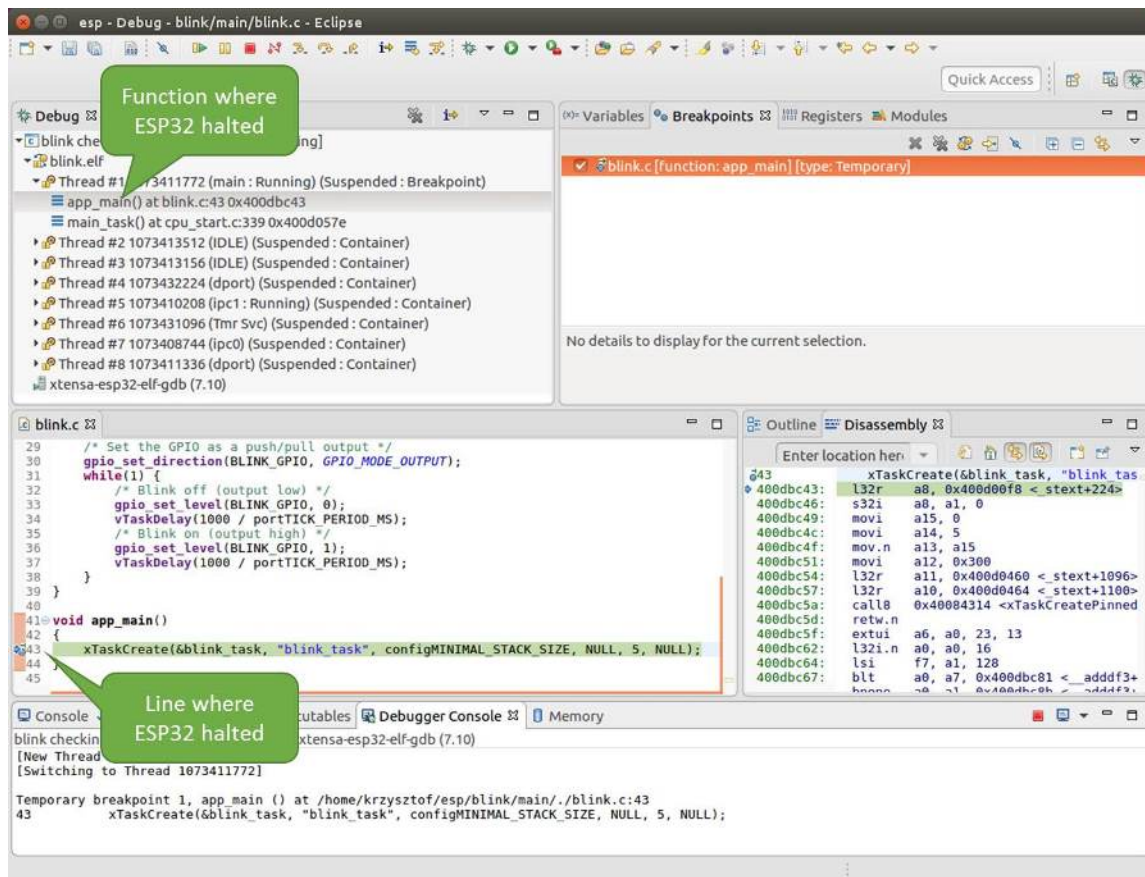 esp - Debug - blink/main/blink.c - Eclipse
Quick Access
Function where
ESP32 halted
Debug
blink che
ing]
blink.elf
Thread #1 1073411772 (main : Running) (Suspended : Breakpoint)
app_main() at blink.c:43 0x400dbc43
main_task() at cpu_start.c:339 0x400d057e
Thread #2 1073413512 (IDLE) (Suspended : Container)
Thread #3 1073413156 (IDLE) (Suspended : Container)
Thread #4 1073432224 (dport) (Suspended : Container)
Thread #5 1073410208 (ipc1 : Running) (Suspended : Container)
Thread #6 1073431096 (Tmr Svc) (Suspended : Container)
Thread #7 1073408744 (ipc0) (Suspended : Container)
Thread #8 1073411336 (dport) (Suspended : Container)
xtensa-esp32-elf-gdb (7.10)
(x)= Variables Breakpoints Registers Modules
blink.c [function: app_main] [type: Temporary]
No details to display for the current selection.
blink.c
29 /* Set the GPIO as a push/pull output */
30 gpio_set_direction(BLINK_GPIO, GPIO_MODE_OUTPUT);
31 while(1) {
32 /* Blink off (output low) */
33 gpio_set_level(BLINK_GPIO, 0);
34 vTaskDelay(1000 / portTICK_PERIOD_MS);
35 /* Blink on (output high) */
36 gpio_set_level(BLINK_GPIO, 1);
37 vTaskDelay(1000 / portTICK_PERIOD_MS);
38 }
39 }
40
41 void app_main()
42 {
43 xTaskCreate(&blink_task, "blink_task", configMINIMAL_STACK_SIZE, NULL, 5, NULL);
44 }
45
Line where
ESP32 halted
Outline Disassembly
Enter location her
43 xTaskCreate(&blink_task, "blink_tas
400dbc43: l32r a8, 0x400d00f8 <_stext+224>
400dbc46: s32i a8, a1, 0
400dbc49: movi a15, 0
400dbc4c: movi a14, 5
400dbc4f: mov.n a13, a15
400dbc51: movi a12, 0x300
400dbc54: l32r a11, 0x400d0460 <_stext+1096>
400dbc57: l32r a10, 0x400d0464 <_stext+1100>
400dbc5a: call8 0x40084314 <xTaskCreatePinned
400dbc5d: retw.n
400dbc5f: extui a6, a0, 23, 13
400dbc62: l32i.n a0, a0, 16
400dbc64: lsi f7, a1, 128
400dbc67: blt a0, a7, 0x400dbc81 <__adddf3+
Console
cutables Debugger Console Memory
blink checkin
xtensa-esp32-elf-gdb (7.10)
[New Thread
[Switching to Thread 1073411772]
Temporary breakpoint 1, app_main () at /home/krzysztof/esp/blink/main/./blink.c:43
43 xTaskCreate(&blink_task, "blink_task", configMINIMAL_STACK_SIZE, NULL, 5, NULL);